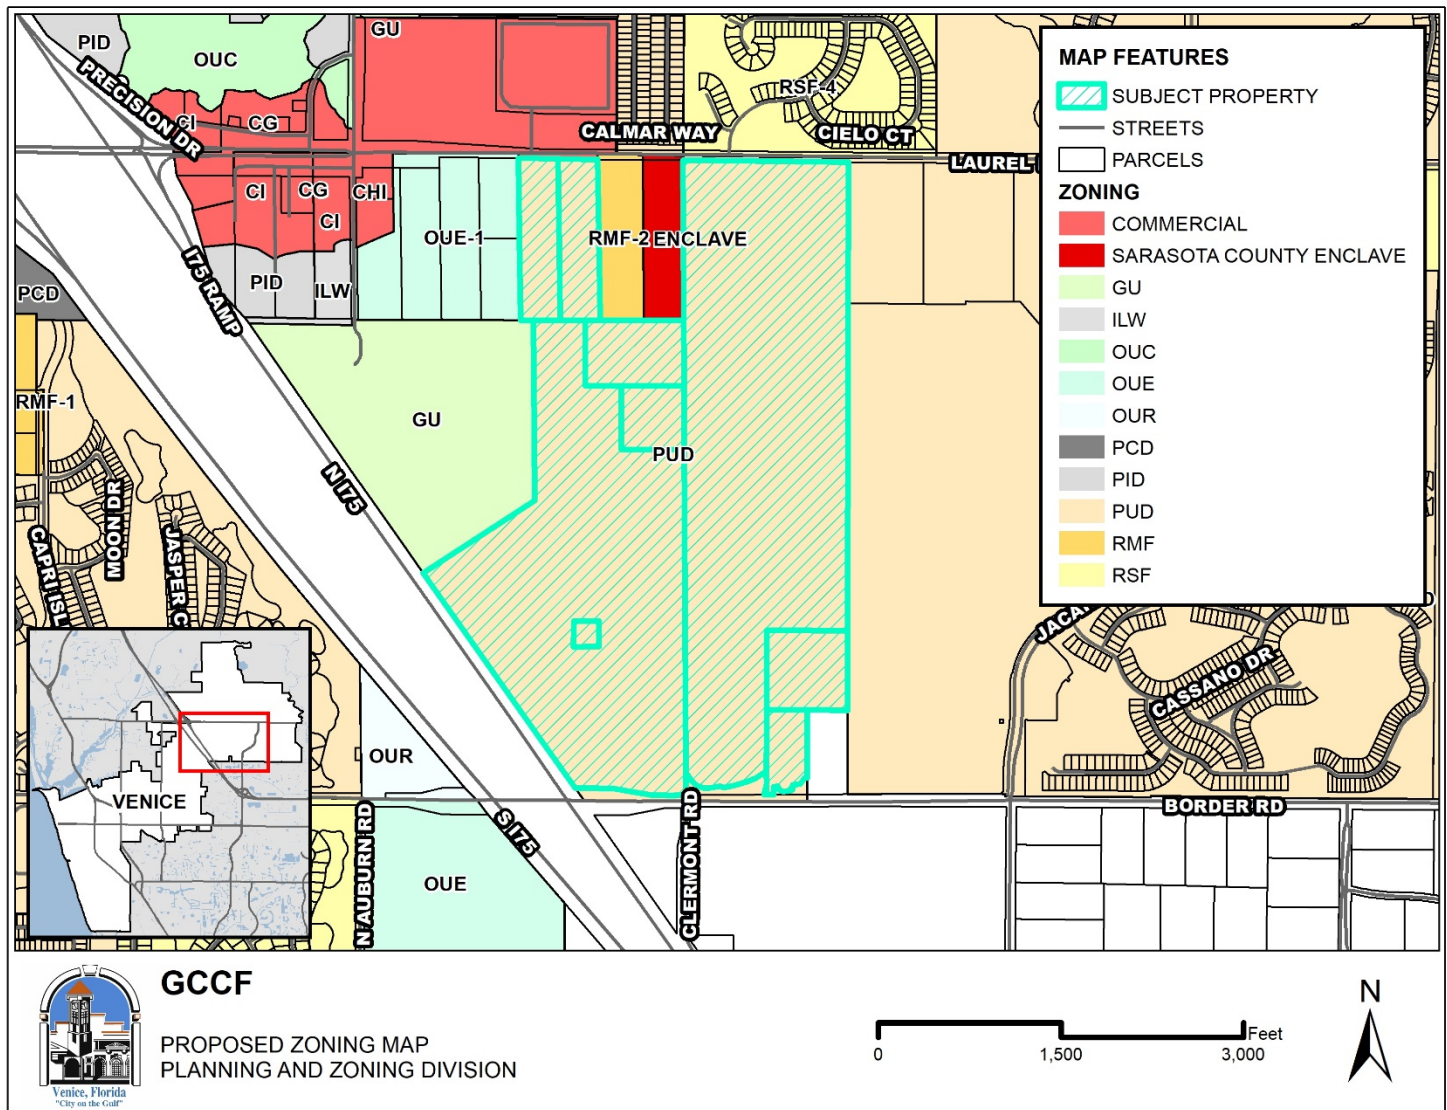 PID
OUC
GU
PRECISION DR
CI
CG
CALMAR WAY
RSF-4
CIELO CT
LAUREL
CI
CG
CHI
CI
OUE-1
RMF-2
ENCLAVE
PID
ILW
I75 RAMP
PCD
RMF-1
GU
N I75
PUD
MOON DR
CAPRI ISL
JASPER C
JACA
CASSANO DR.
OUR
N AUBURN RD
OUE
S I75
CLERMONT RD
BORDER RD
VENICE
MAP FEATURES
SUBJECT PROPERTY
STREETS
PARCELS
ZONING
COMMERCIAL
SARASOTA COUNTY ENCLAVE
GU
ILW
OUC
OUE
OUR
PCD
PID
PUD
RMF
RSF
GCCF
PROPOSED ZONING MAP
PLANNING AND ZONING DIVISION
Venice, Florida
"City on the Gulf"
Feet
0
1,500
3,000
N